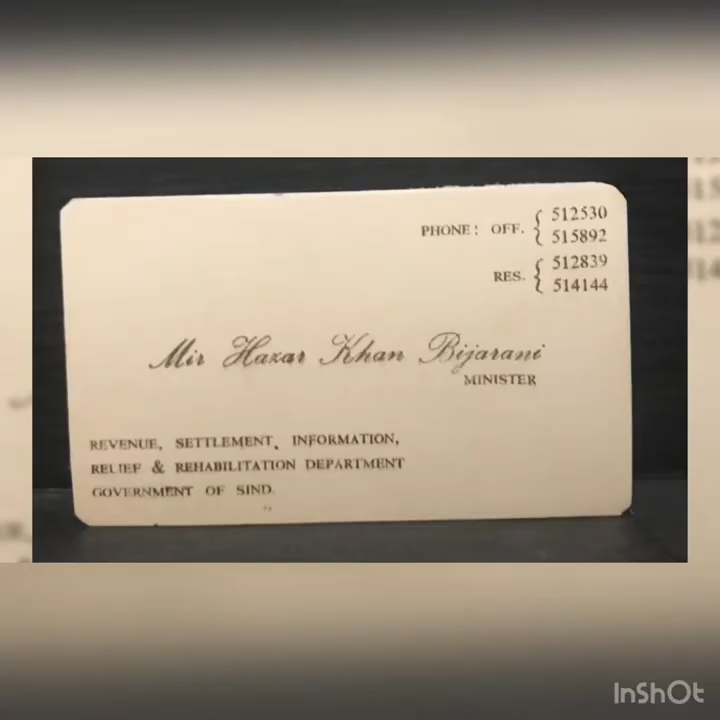 PHONE: OFF. { 512530
515892
RES. { 512839
514144
Mir Hazar Khan Bijarani
MINISTER
REVENUE, SETTLEMENT, INFORMATION,
RELIEF & REHABILITATION DEPARTMENT
GOVERNMENT OF SIND.
InShOt